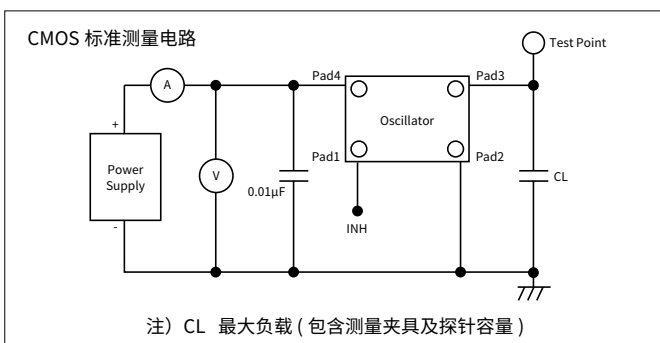 CMOS 标准测量电路
Test Point
A
Pad4
Pad3
Oscillator
+
Power
Supply
V
Pad1
Pad2
0.01μF
CL
INH
-
注）CL 最大负载 ( 包含测量夹具及探针容量 )